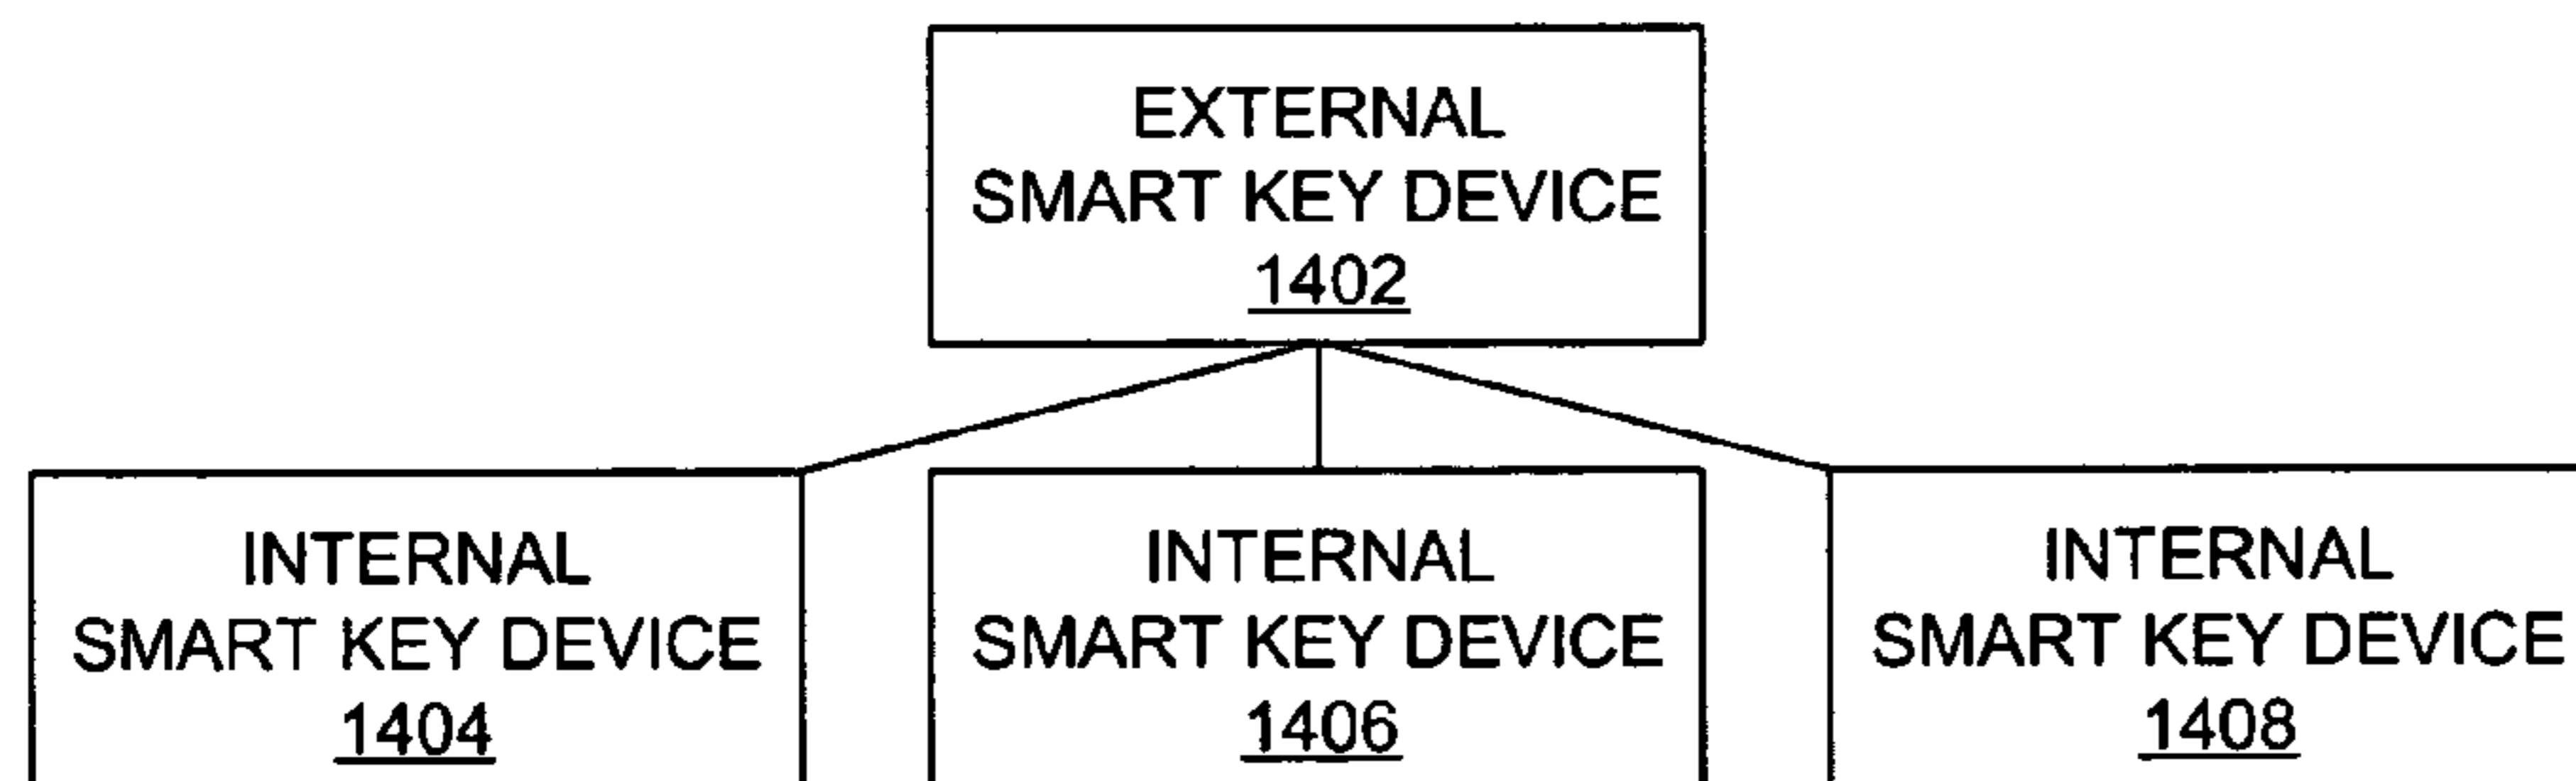 EXTERNAL
SMART KEY DEVICE
1402
INTERNAL
SMART KEY DEVICE
1404
INTERNAL
SMART KEY DEVICE
1406
INTERNAL
SMART KEY DEVICE
1408